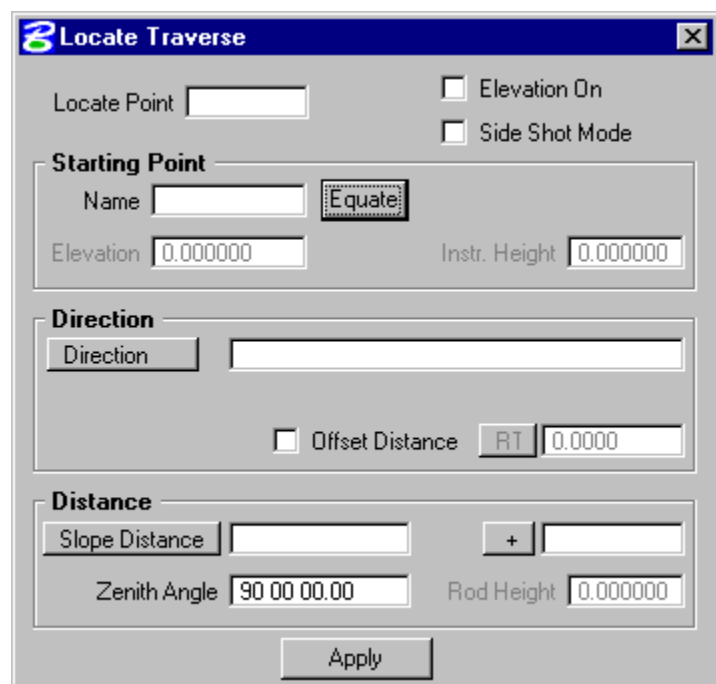 Locate Traverse
Locate Point
Elevation On
Side Shot Mode
Starting Point
Name Equate
Elevation 0.000000 Instr. Height 0.000000
Direction
Direction
Offset Distance RT 0.0000
Distance
Slope Distance +
Zenith Angle 90 00 00.00 Rod Height 0.000000
Apply